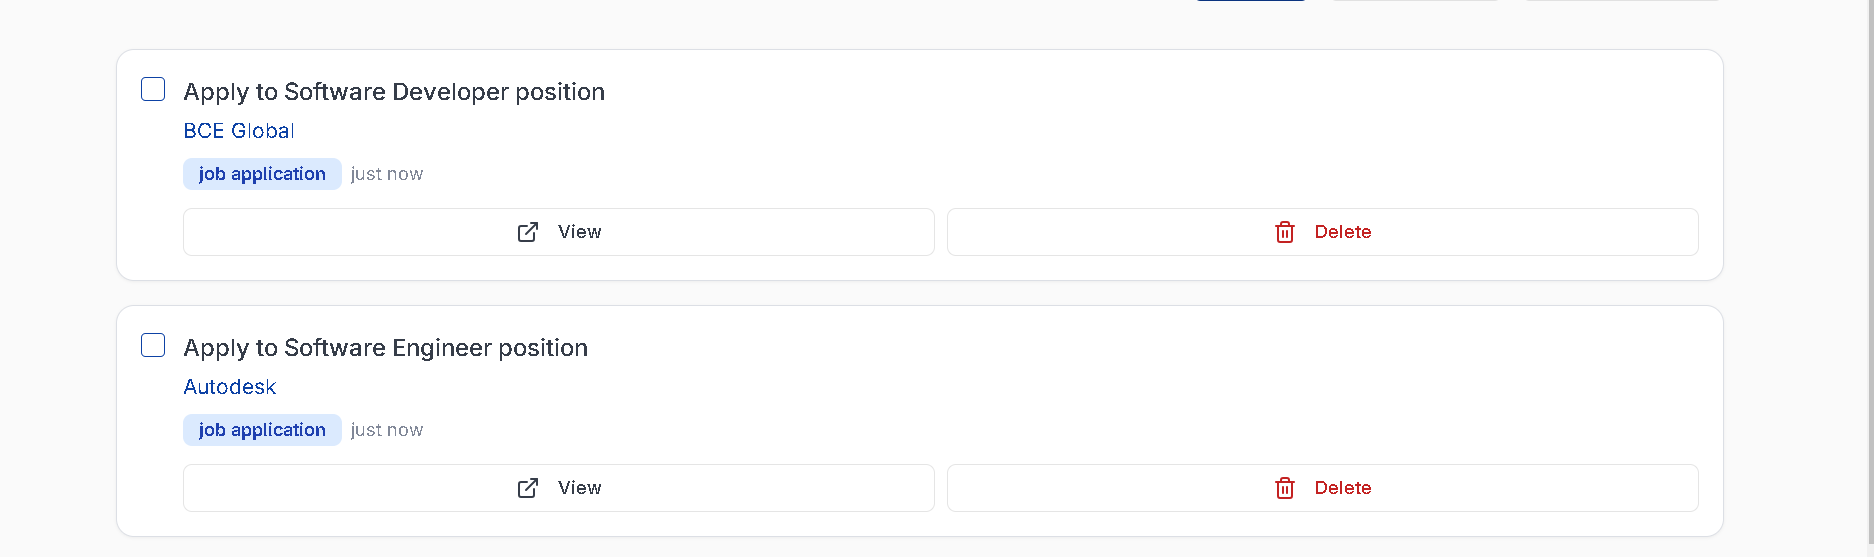 Apply to Software Developer position
BCE Global
job application just now
View Delete
Apply to Software Engineer position
Autodesk
job application just now
View Delete